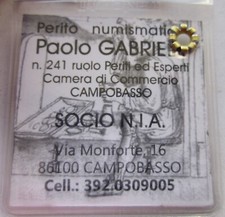 Perito numismatic
Paolo GABRIE
n. 241 ruolo Periti ed Esperti
Camera di Commercio
CAMPOBASSO
SOCIO N.I.A.
Via Monforte, 16
86100 CAMPOBASSO
Cell.: 392.0309005